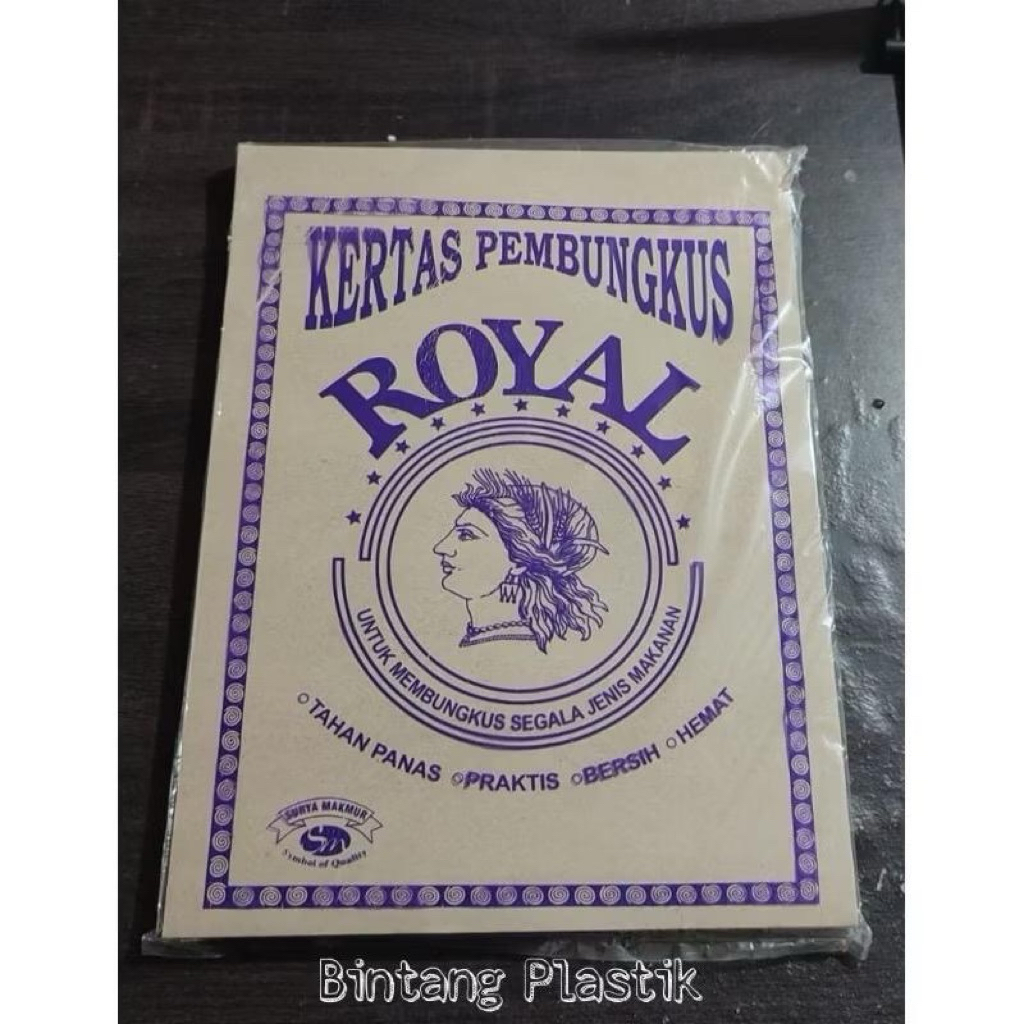 KERTAS PEMBUNGKUS
ROYAL
UNTUK MEMBUNGKUS SEGALA JENIS MAKANAN
TAHAN PANAS PRAKTIS BERSIH HEMAT
SURYA MAKMUR
Symbol of Quality
Bintang Plastik